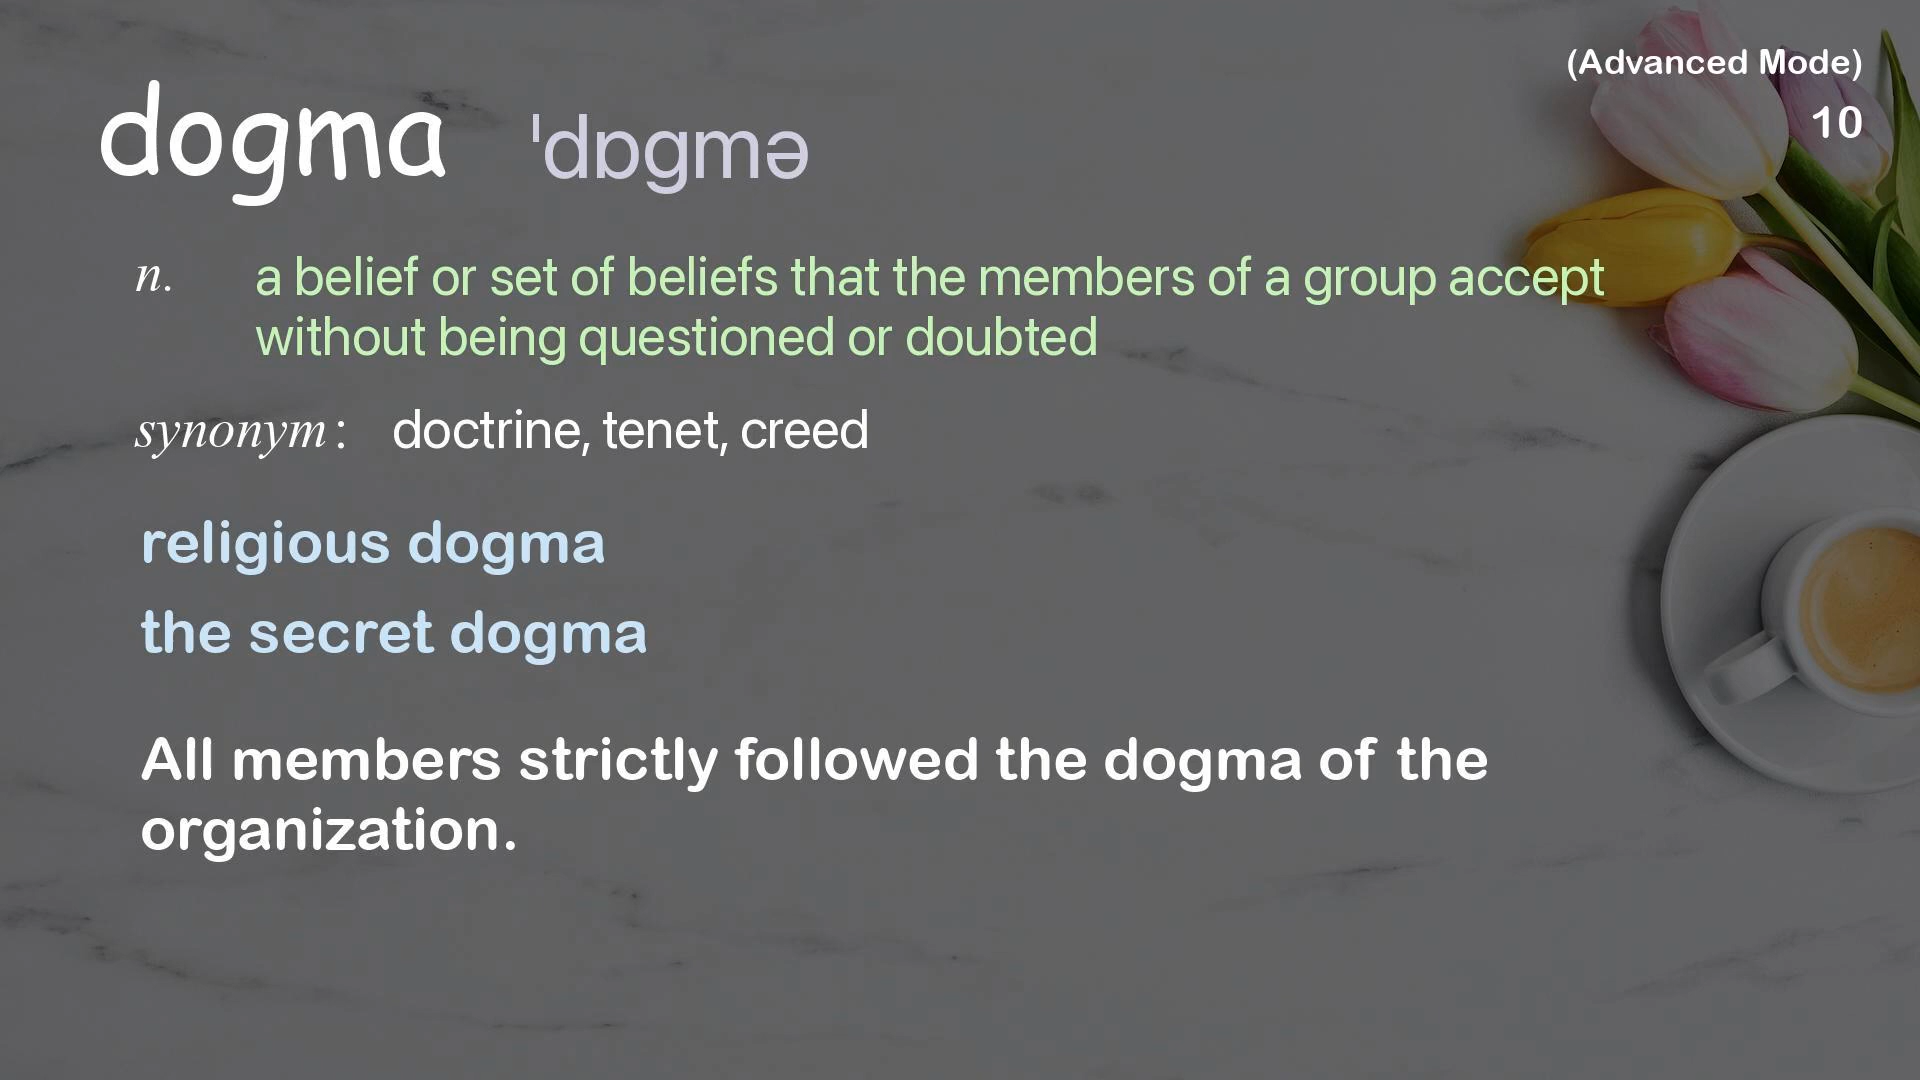 (Advanced Mode)
10
dogma ˈdɒgmə
n. a belief or set of beliefs that the members of a group accept
without being questioned or doubted
synonym: doctrine, tenet, creed
religious dogma
the secret dogma
All members strictly followed the dogma of the
organization.